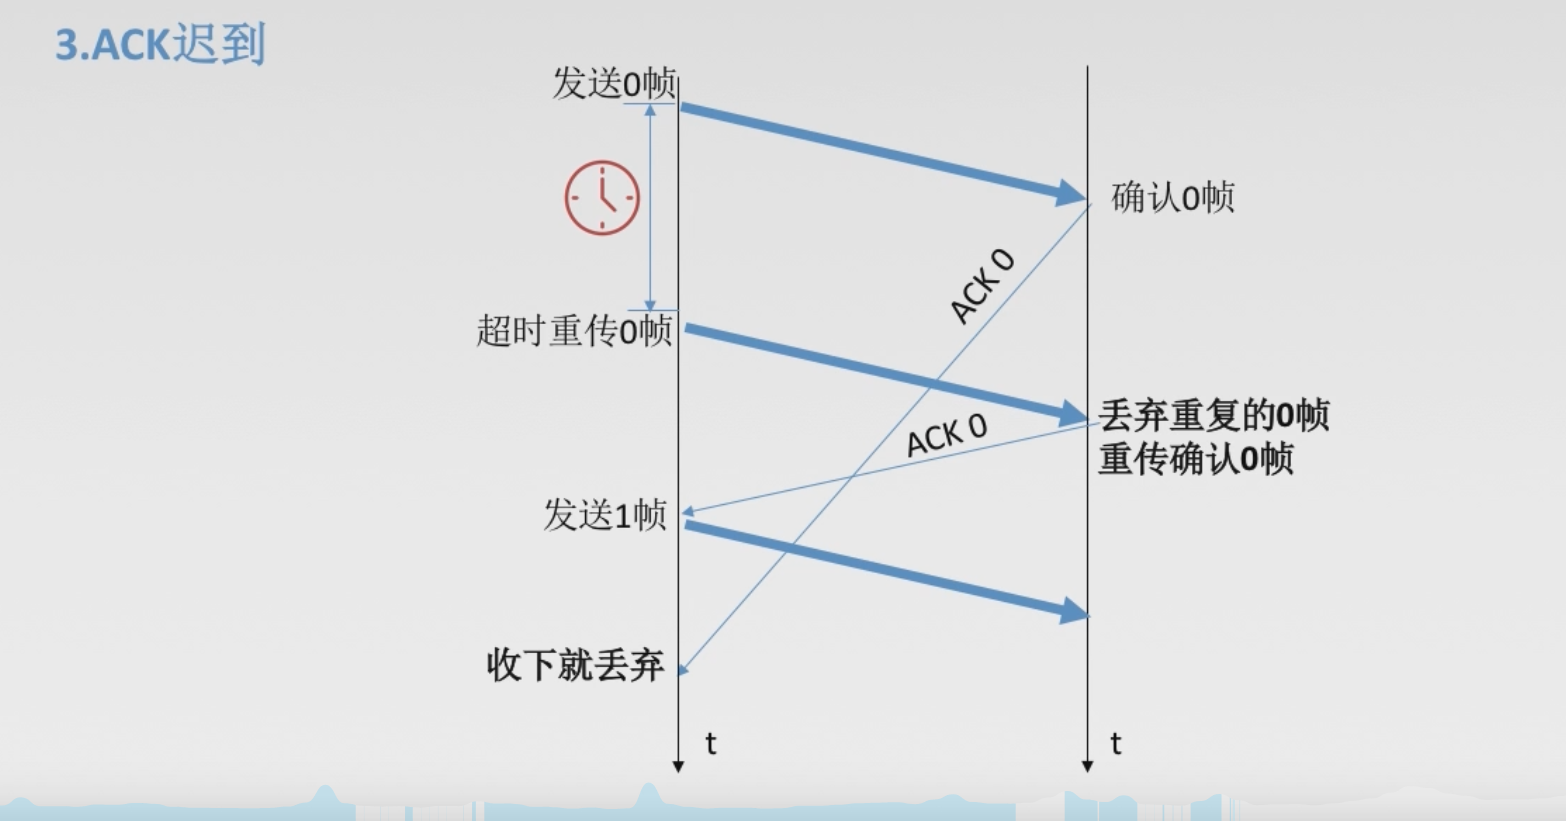 3.ACK迟到
发送0帧
确认0帧
ACK 0
超时重传0帧
丢弃重复的0帧
重传确认0帧
ACK 0
发送1帧
收下就丢弃
t
t